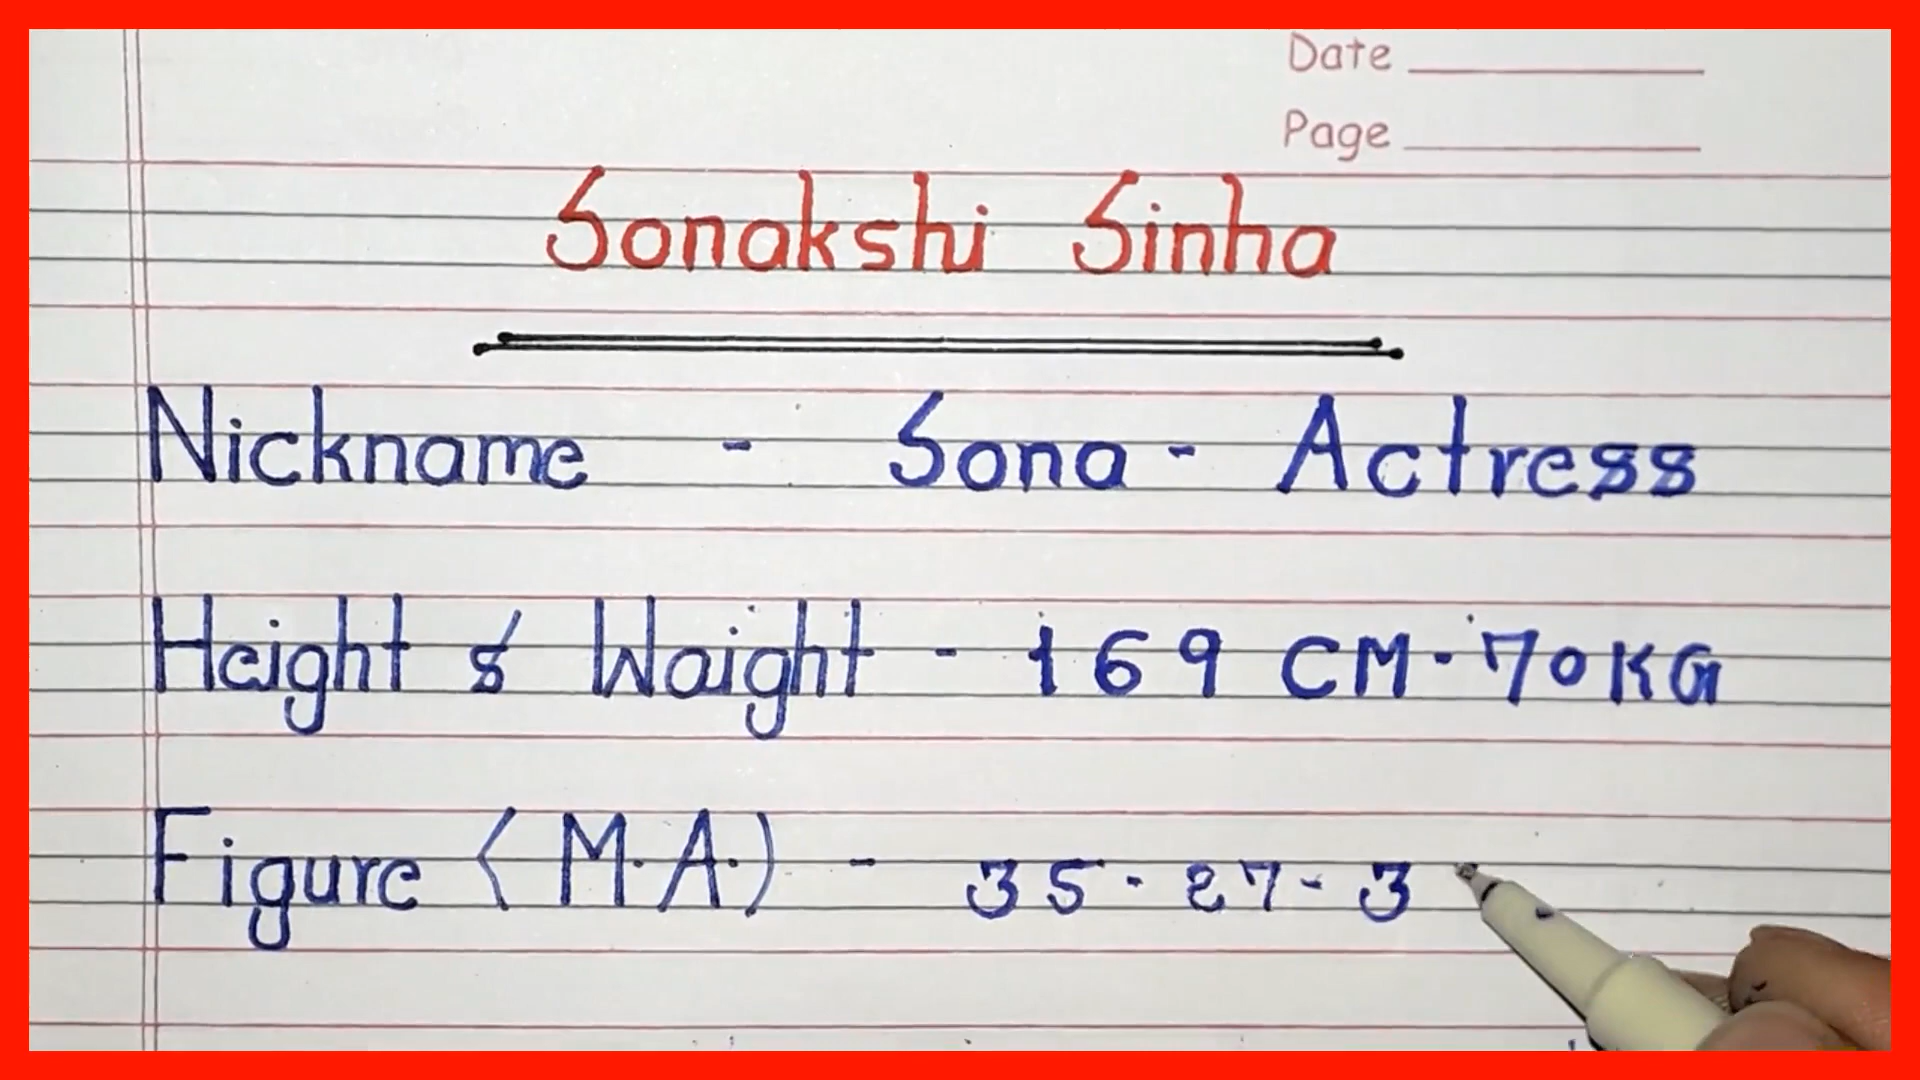 Date
Page
Sonakshi Sinha
Nickname - Sona - Actress
Height & Waight - 169 CM - 70KG
Figure (M.A.) - 35-27-3